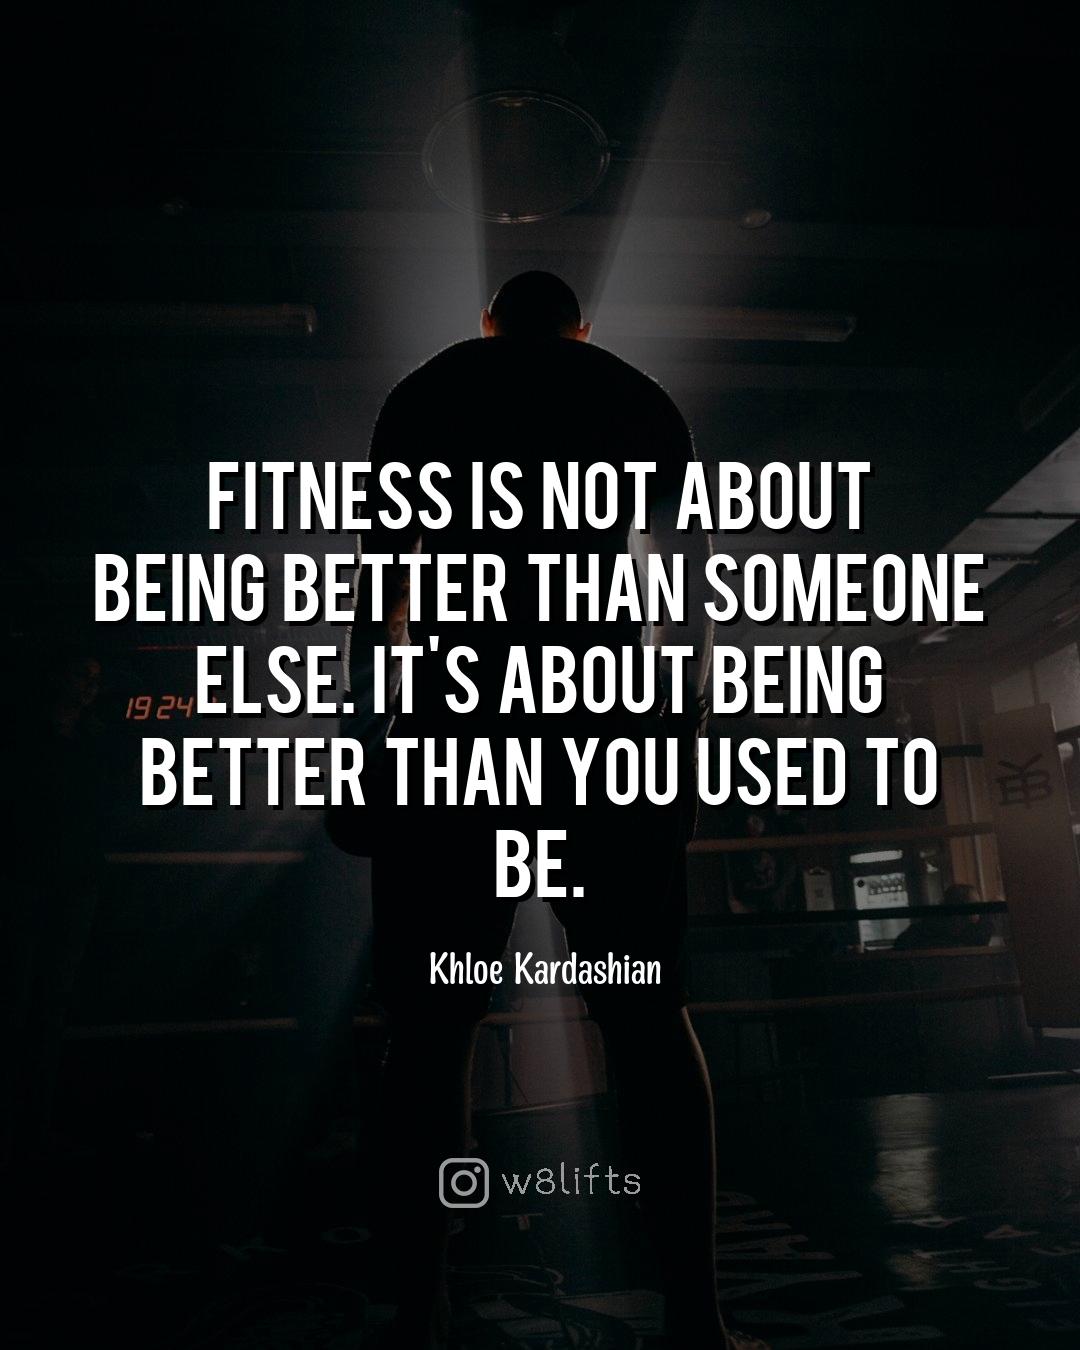 FITNESS IS NOT ABOUT
BEING BETTER THAN SOMEONE
ELSE. IT'S ABOUT BEING
BETTER THAN YOU USED TO
BE.
19 24
Khloe Kardashian
w8lifts